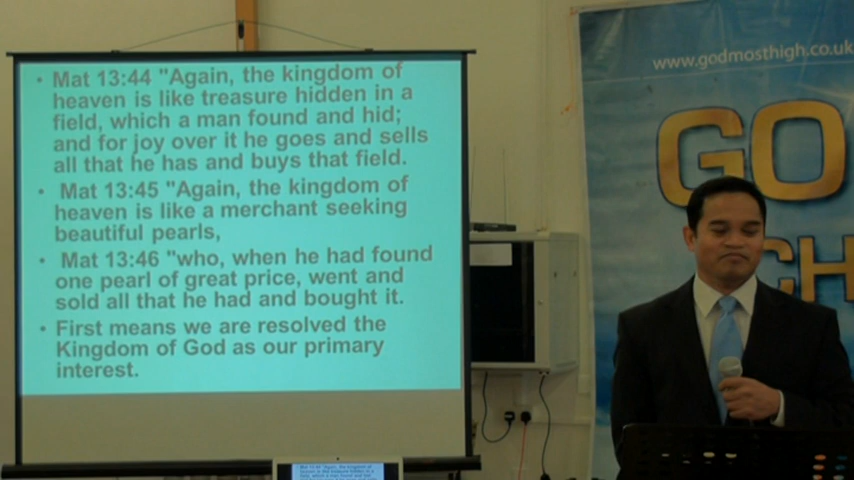 • Mat 13:44 "Again, the kingdom of
heaven is like treasure hidden in a
field, which a man found and hid;
and for joy over it he goes and sells
all that he has and buys that field.
• Mat 13:45 "Again, the kingdom of
heaven is like a merchant seeking
beautiful pearls,
• Mat 13:46 "who, when he had found
one pearl of great price, went and
sold all that he had and bought it.
• First means we are resolved the
Kingdom of God as our primary
interest.
www.godmosthigh.co.uk
GO
CH